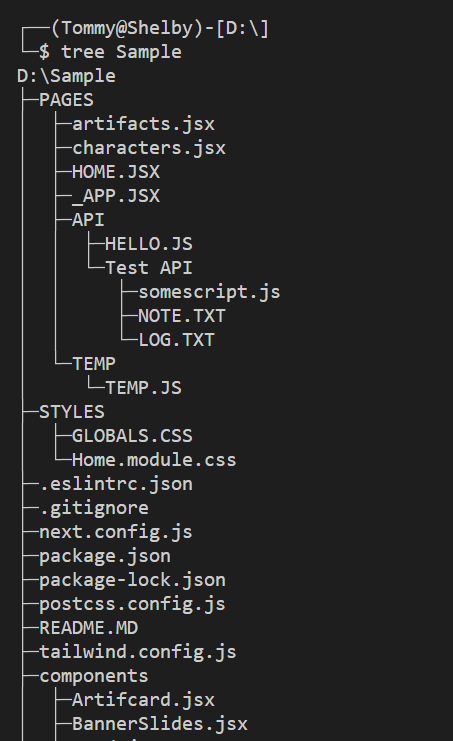 ┌──(Tommy@Shelby)-[D:\]
└─$ tree Sample
D:\Sample
├─PAGES
│  ├─artifacts.jsx
│  ├─characters.jsx
│  ├─HOME.JSX
│  ├─_APP.JSX
│  ├─API
│  │  ├─HELLO.JS
│  │  └─Test API
│  │     ├─somescript.js
│  │     ├─NOTE.TXT
│  │     └─LOG.TXT
│  └─TEMP
│     └─TEMP.JS
├─STYLES
│  ├─GLOBALS.CSS
│  └─Home.module.css
├─.eslintrc.json
├─.gitignore
├─next.config.js
├─package.json
├─package-lock.json
├─postcss.config.js
├─README.MD
├─tailwind.config.js
├─components
│  ├─Artifcard.jsx
│  ├─BannerSlides.jsx